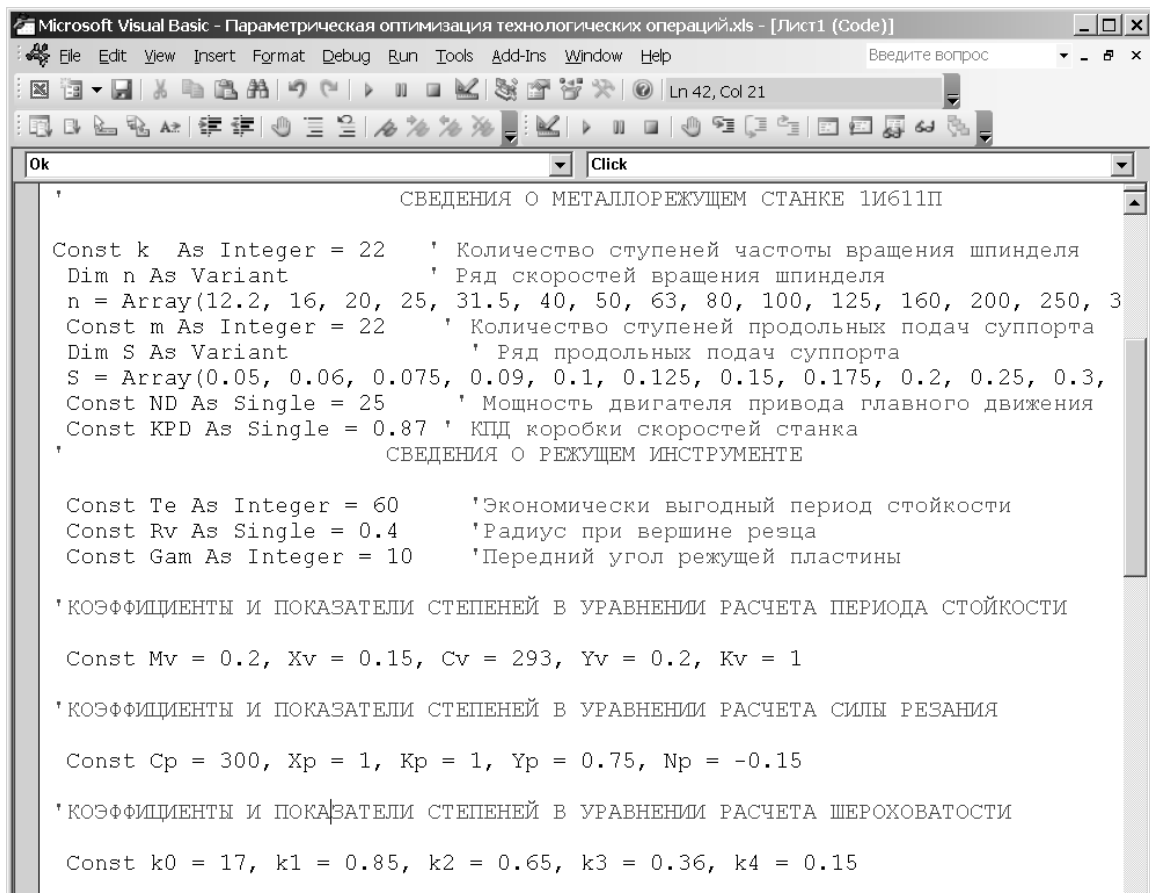 Microsoft Visual Basic - Параметрическая оптимизация технологических операций.xls - [Лист1 (Code)]
File Edit View Insert Format Debug Run Tools Add-Ins Window Help Введите вопрос
Ln 42, Col 21
Ok Click
' СВЕДЕНИЯ О МЕТАЛЛОРЕЖУЩЕМ СТАНКЕ 1И611П
Const k As Integer = 22 ' Количество ступеней частоты вращения шпинделя
Dim n As Variant ' Ряд скоростей вращения шпинделя
n = Array(12.2, 16, 20, 25, 31.5, 40, 50, 63, 80, 100, 125, 160, 200, 250, 3
Const m As Integer = 22 ' Количество ступеней продольных подач суппорта
Dim S As Variant ' Ряд продольных подач суппорта
S = Array(0.05, 0.06, 0.075, 0.09, 0.1, 0.125, 0.15, 0.175, 0.2, 0.25, 0.3,
Const ND As Single = 25 ' Мощность двигателя привода главного движения
Const KPD As Single = 0.87 ' КПД коробки скоростей станка
' СВЕДЕНИЯ О РЕЖУЩЕМ ИНСТРУМЕНТЕ
Const Te As Integer = 60 'Экономически выгодный период стойкости
Const Rv As Single = 0.4 'Радиус при вершине резца
Const Gam As Integer = 10 'Передний угол режущей пластины
'КОЭФФИЦИЕНТЫ И ПОКАЗАТЕЛИ СТЕПЕНЕЙ В УРАВНЕНИИ РАСЧЕТА ПЕРИОДА СТОЙКОСТИ
Const Mv = 0.2, Xv = 0.15, Cv = 293, Yv = 0.2, Kv = 1
'КОЭФФИЦИЕНТЫ И ПОКАЗАТЕЛИ СТЕПЕНЕЙ В УРАВНЕНИИ РАСЧЕТА СИЛЫ РЕЗАНИЯ
Const Cp = 300, Xp = 1, Kp = 1, Yp = 0.75, Np = -0.15
'КОЭФФИЦИЕНТЫ И ПОКАЗАТЕЛИ СТЕПЕНЕЙ В УРАВНЕНИИ РАСЧЕТА ШЕРОХОВАТОСТИ
Const k0 = 17, k1 = 0.85, k2 = 0.65, k3 = 0.36, k4 = 0.15